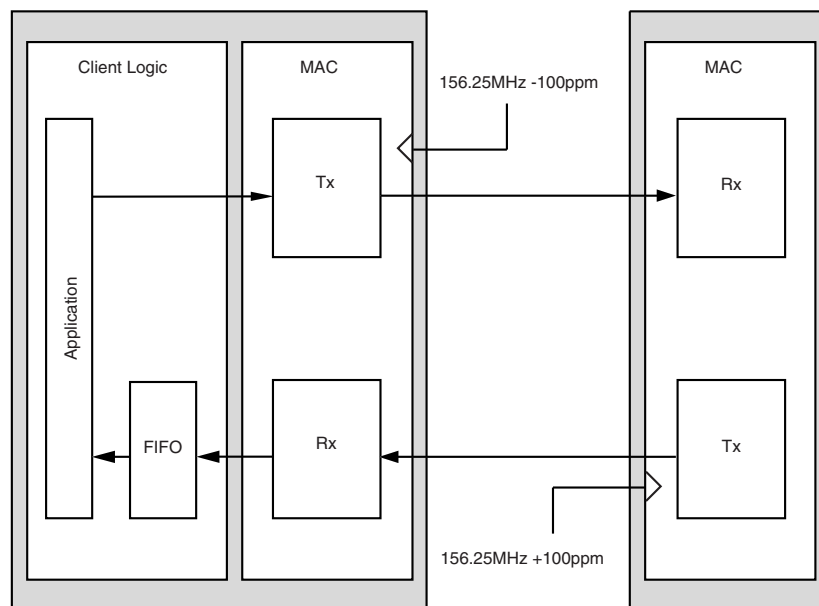 Client Logic
MAC
156.25MHz -100ppm
MAC
Tx
Rx
Application
FIFO
Rx
Tx
156.25MHz +100ppm